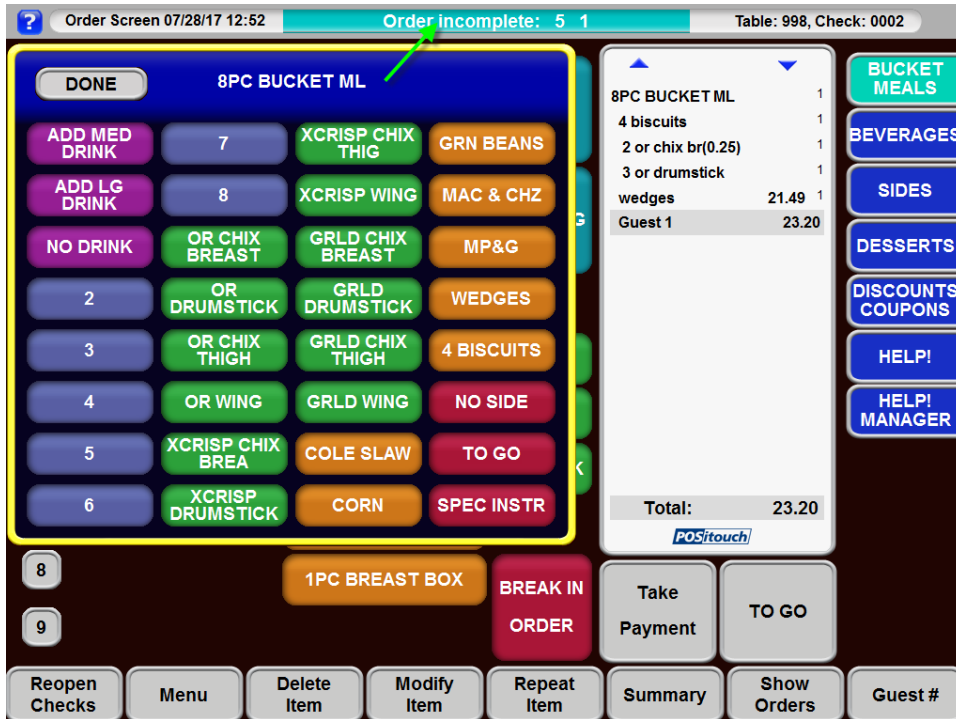 ? Order Screen 07/28/17 12:52 Order incomplete: 5 1 Table: 998, Check: 0002
DONE 8PC BUCKET ML
ADD MED DRINK 7 XCRISP CHIX THIG GRN BEANS
ADD LG DRINK 8 XCRISP WING MAC & CHZ
NO DRINK OR CHIX BREAST GRLD CHIX BREAST MP&G
2 OR DRUMSTICK GRLD DRUMSTICK WEDGES
3 OR CHIX THIGH GRLD CHIX THIGH 4 BISCUITS
4 OR WING GRLD WING NO SIDE
5 XCRISP CHIX BREA COLE SLAW TO GO
6 XCRISP DRUMSTICK CORN SPEC INSTR
G
K
8PC BUCKET ML 1
4 biscuits 1
2 or chix br(0.25) 1
3 or drumstick 1
wedges 21.49 1
Guest 1 23.20
Total: 23.20
POSitouch
BUCKET MEALS
BEVERAGES
SIDES
DESSERTS
DISCOUNTS COUPONS
HELP!
HELP! MANAGER
8
9
1PC BREAST BOX
BREAK IN ORDER
Take Payment
TO GO
Reopen Checks
Menu
Delete Item
Modify Item
Repeat Item
Summary
Show Orders
Guest #